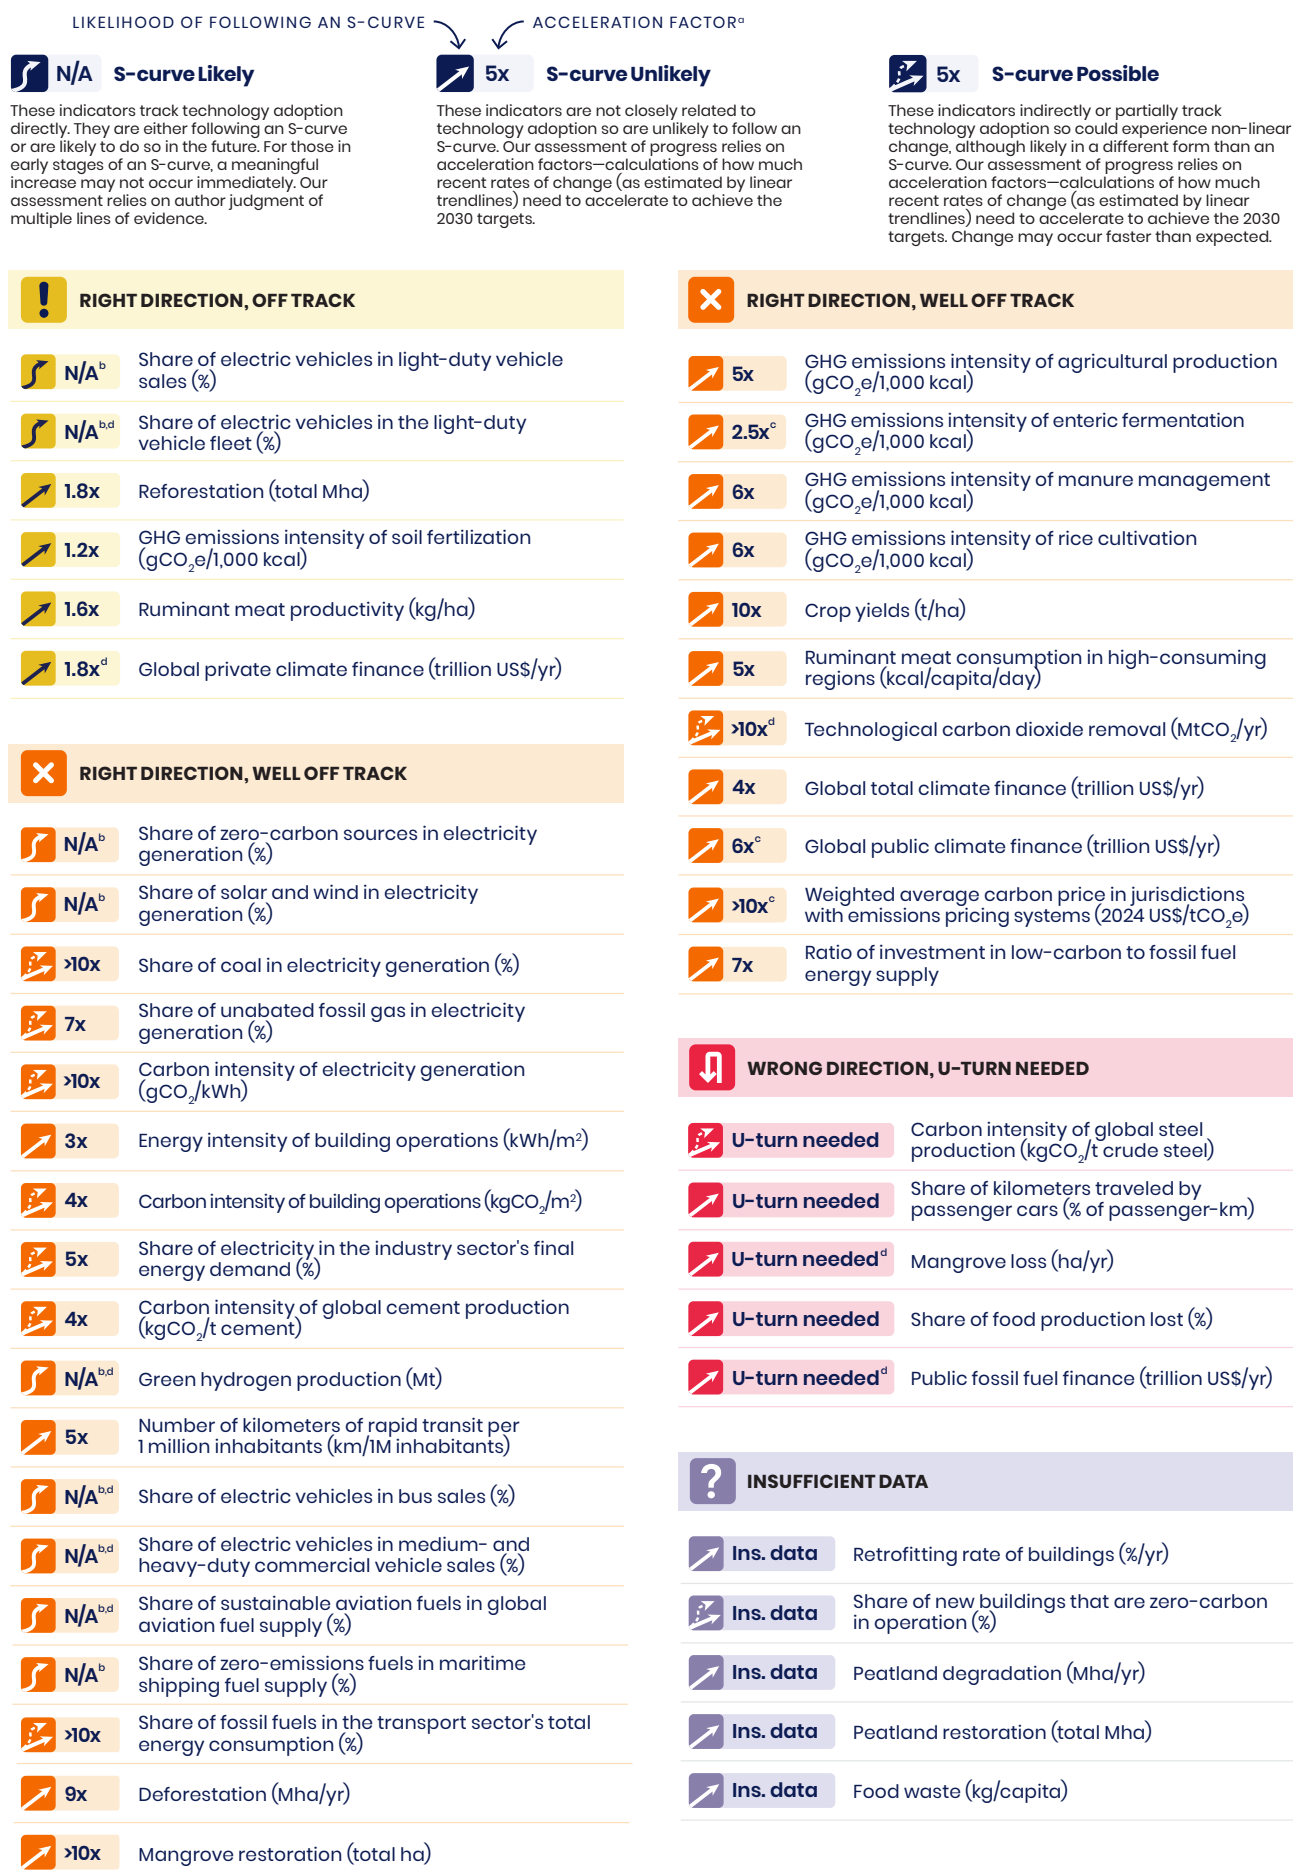 LIKELIHOOD OF FOLLOWING AN S-CURVE
ACCELERATION FACTORᵃ
N/A S-curve Likely
These indicators track technology adoption
directly. They are either following an S-curve
or are likely to do so in the future. For those in
early stages of an S-curve, a meaningful
increase may not occur immediately. Our
assessment relies on author judgment of
multiple lines of evidence.
5x S-curve Unlikely
These indicators are not closely related to
technology adoption so are unlikely to follow an
S-curve. Our assessment of progress relies on
acceleration factors—calculations of how much
recent rates of change (as estimated by linear
trendlines) need to accelerate to achieve the
2030 targets.
5x S-curve Possible
These indicators indirectly or partially track
technology adoption so could experience non-linear
change, although likely in a different form than an
S-curve. Our assessment of progress relies on
acceleration factors—calculations of how much
recent rates of change (as estimated by linear
trendlines) need to accelerate to achieve the 2030
targets. Change may occur faster than expected.
! RIGHT DIRECTION, OFF TRACK
N/Aᵇ Share of electric vehicles in light-duty vehicle
sales (%)
N/Aᵇ,ᵈ Share of electric vehicles in the light-duty
vehicle fleet (%)
1.8x Reforestation (total Mha)
1.2x GHG emissions intensity of soil fertilization
(gCO₂e/1,000 kcal)
1.6x Ruminant meat productivity (kg/ha)
1.8xᵈ Global private climate finance (trillion US$/yr)
RIGHT DIRECTION, WELL OFF TRACK
N/Aᵇ Share of zero-carbon sources in electricity
generation (%)
N/Aᵇ Share of solar and wind in electricity
generation (%)
>10x Share of coal in electricity generation (%)
7x Share of unabated fossil gas in electricity
generation (%)
>10x Carbon intensity of electricity generation
(gCO₂/kWh)
3x Energy intensity of building operations (kWh/m²)
4x Carbon intensity of building operations (kgCO₂/m²)
5x Share of electricity in the industry sector's final
energy demand (%)
4x Carbon intensity of global cement production
(kgCO₂/t cement)
N/Aᵇ,ᵈ Green hydrogen production (Mt)
5x Number of kilometers of rapid transit per
1 million inhabitants (km/1M inhabitants)
N/Aᵇ,ᵈ Share of electric vehicles in bus sales (%)
N/Aᵇ,ᵈ Share of electric vehicles in medium- and
heavy-duty commercial vehicle sales (%)
N/Aᵇ,ᵈ Share of sustainable aviation fuels in global
aviation fuel supply (%)
N/Aᵇ Share of zero-emissions fuels in maritime
shipping fuel supply (%)
>10x Share of fossil fuels in the transport sector's total
energy consumption (%)
9x Deforestation (Mha/yr)
>10x Mangrove restoration (total ha)
RIGHT DIRECTION, WELL OFF TRACK
5x GHG emissions intensity of agricultural production
(gCO₂e/1,000 kcal)
2.5xᶜ GHG emissions intensity of enteric fermentation
(gCO₂e/1,000 kcal)
6x GHG emissions intensity of manure management
(gCO₂e/1,000 kcal)
6x GHG emissions intensity of rice cultivation
(gCO₂e/1,000 kcal)
10x Crop yields (t/ha)
5x Ruminant meat consumption in high-consuming
regions (kcal/capita/day)
>10xᵈ Technological carbon dioxide removal (MtCO₂/yr)
4x Global total climate finance (trillion US$/yr)
6xᶜ Global public climate finance (trillion US$/yr)
>10xᶜ Weighted average carbon price in jurisdictions
with emissions pricing systems (2024 US$/tCO₂e)
7x Ratio of investment in low-carbon to fossil fuel
energy supply
WRONG DIRECTION, U-TURN NEEDED
U-turn needed Carbon intensity of global steel
production (kgCO₂/t crude steel)
U-turn needed Share of kilometers traveled by
passenger cars (% of passenger-km)
U-turn neededᵈ Mangrove loss (ha/yr)
U-turn needed Share of food production lost (%)
U-turn neededᵈ Public fossil fuel finance (trillion US$/yr)
? INSUFFICIENT DATA
Ins. data Retrofitting rate of buildings (%/yr)
Ins. data Share of new buildings that are zero-carbon
in operation (%)
Ins. data Peatland degradation (Mha/yr)
Ins. data Peatland restoration (total Mha)
Ins. data Food waste (kg/capita)